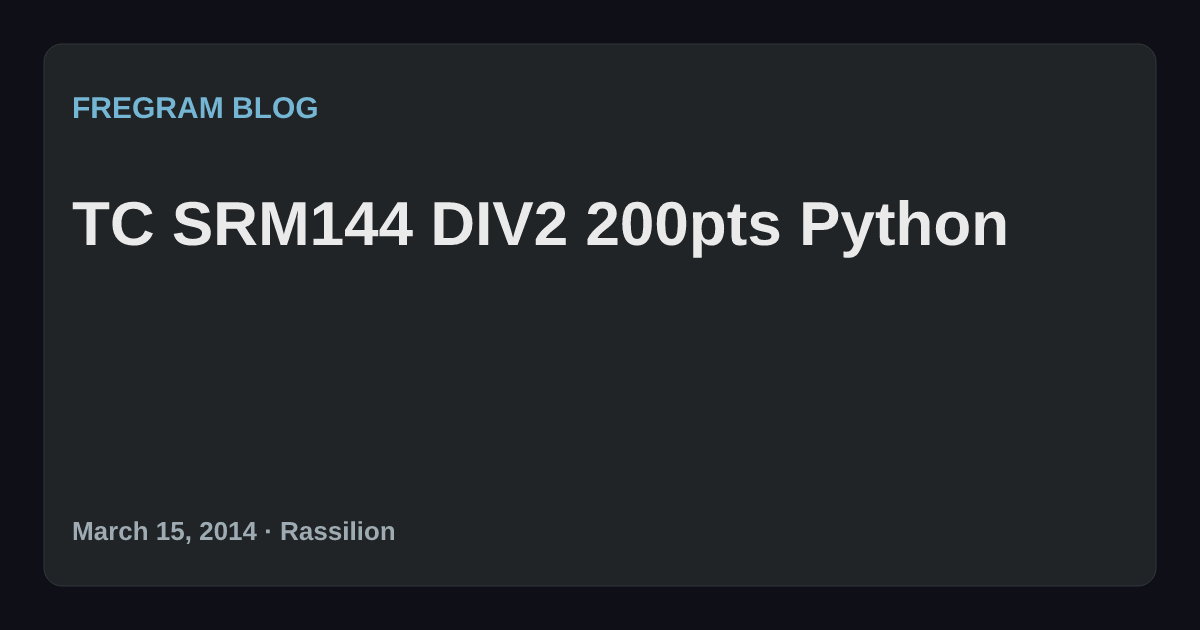 FREGRAM BLOG
TC SRM144 DIV2 200pts Python
March 15, 2014 · Rassilion